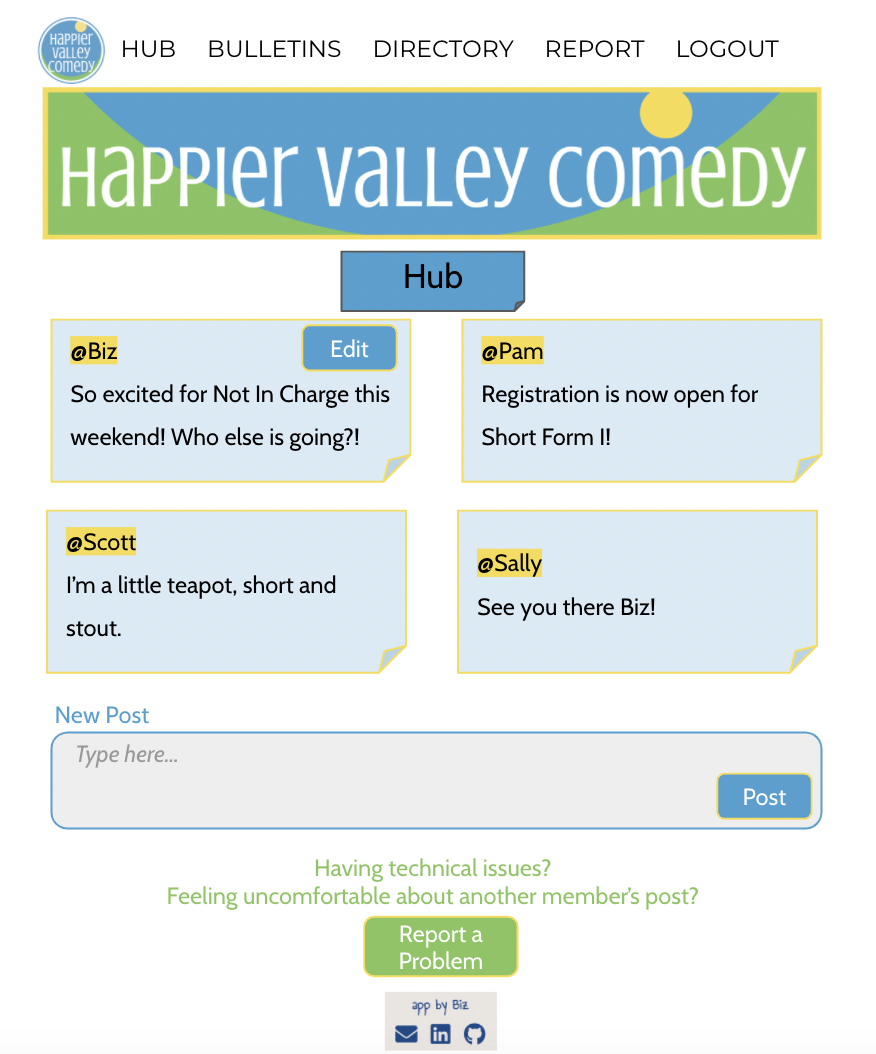 Happier
Valley
Comedy
HUB BULLETINS DIRECTORY REPORT LOGOUT
Happier Valley Comedy
Hub
@Biz
Edit
So excited for Not In Charge this
weekend! Who else is going?!
@Pam
Registration is now open for
Short Form I!
@Scott
I'm a little teapot, short and
stout.
@Sally
See you there Biz!
New Post
Type here...
Post
Having technical issues?
Feeling uncomfortable about another member's post?
Report a
Problem
app by Biz
in